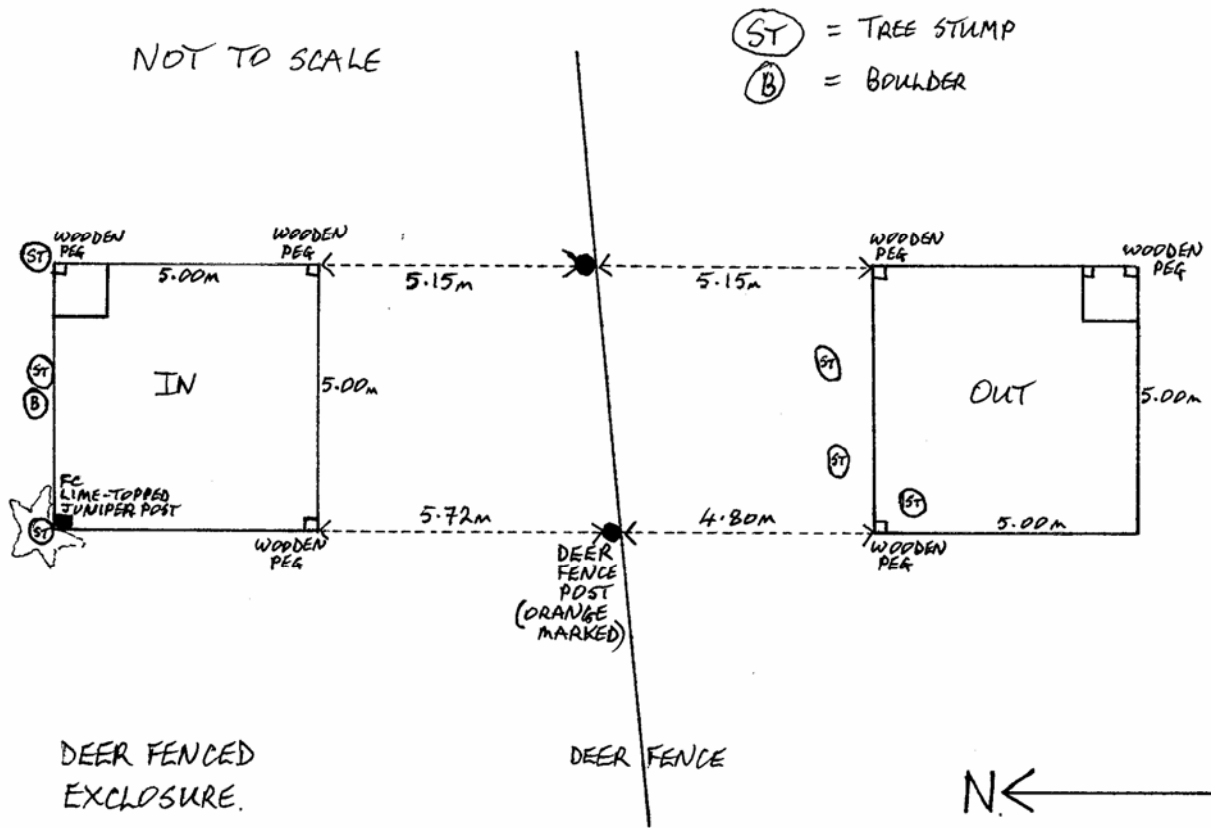 NOT TO SCALE
ST = TREE STUMP
B = BOULDER
ST
WOODEN
PEG
WOODEN
PEG
5.00m
5.15m
5.15m
WOODEN
PEG
WOODEN
PEG
ST
B
IN
5.00m
ST
ST
OUT
5.00m
FC
LIME-TOPPED
JUNIPER POST
ST
ST
WOODEN
PEG
5.72m
4.80m
5.00m
WOODEN
PEG
DEER
FENCE
POST
(ORANGE
MARKED)
DEER FENCED
EXCLOSURE.
DEER FENCE
N.